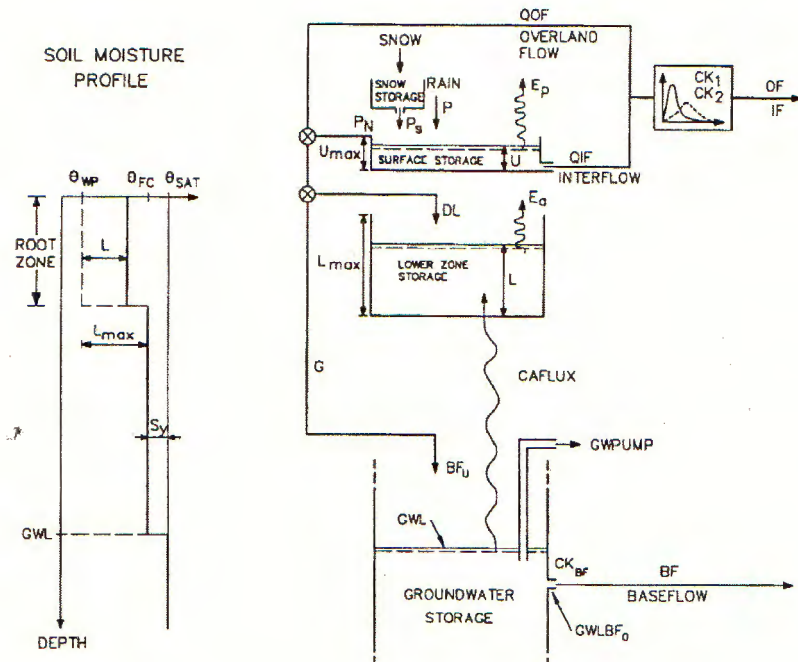 SOIL MOISTURE
PROFILE
θWP
θFC
θSAT
ROOT
ZONE
L
Lmax
Sy
GWL
DEPTH
QOF
OVERLAND
FLOW
SNOW
SNOW
STORAGE
RAIN
P
Ps
PN
Ep
Umax
SURFACE STORAGE
U
QIF
INTERFLOW
CK1
CK2
OF
IF
DL
Ea
Lmax
LOWER ZONE
STORAGE
L
G
CAFLUX
BFu
GWPUMP
GWL
CKBF
BF
BASEFLOW
GROUNDWATER
STORAGE
GWLBFo